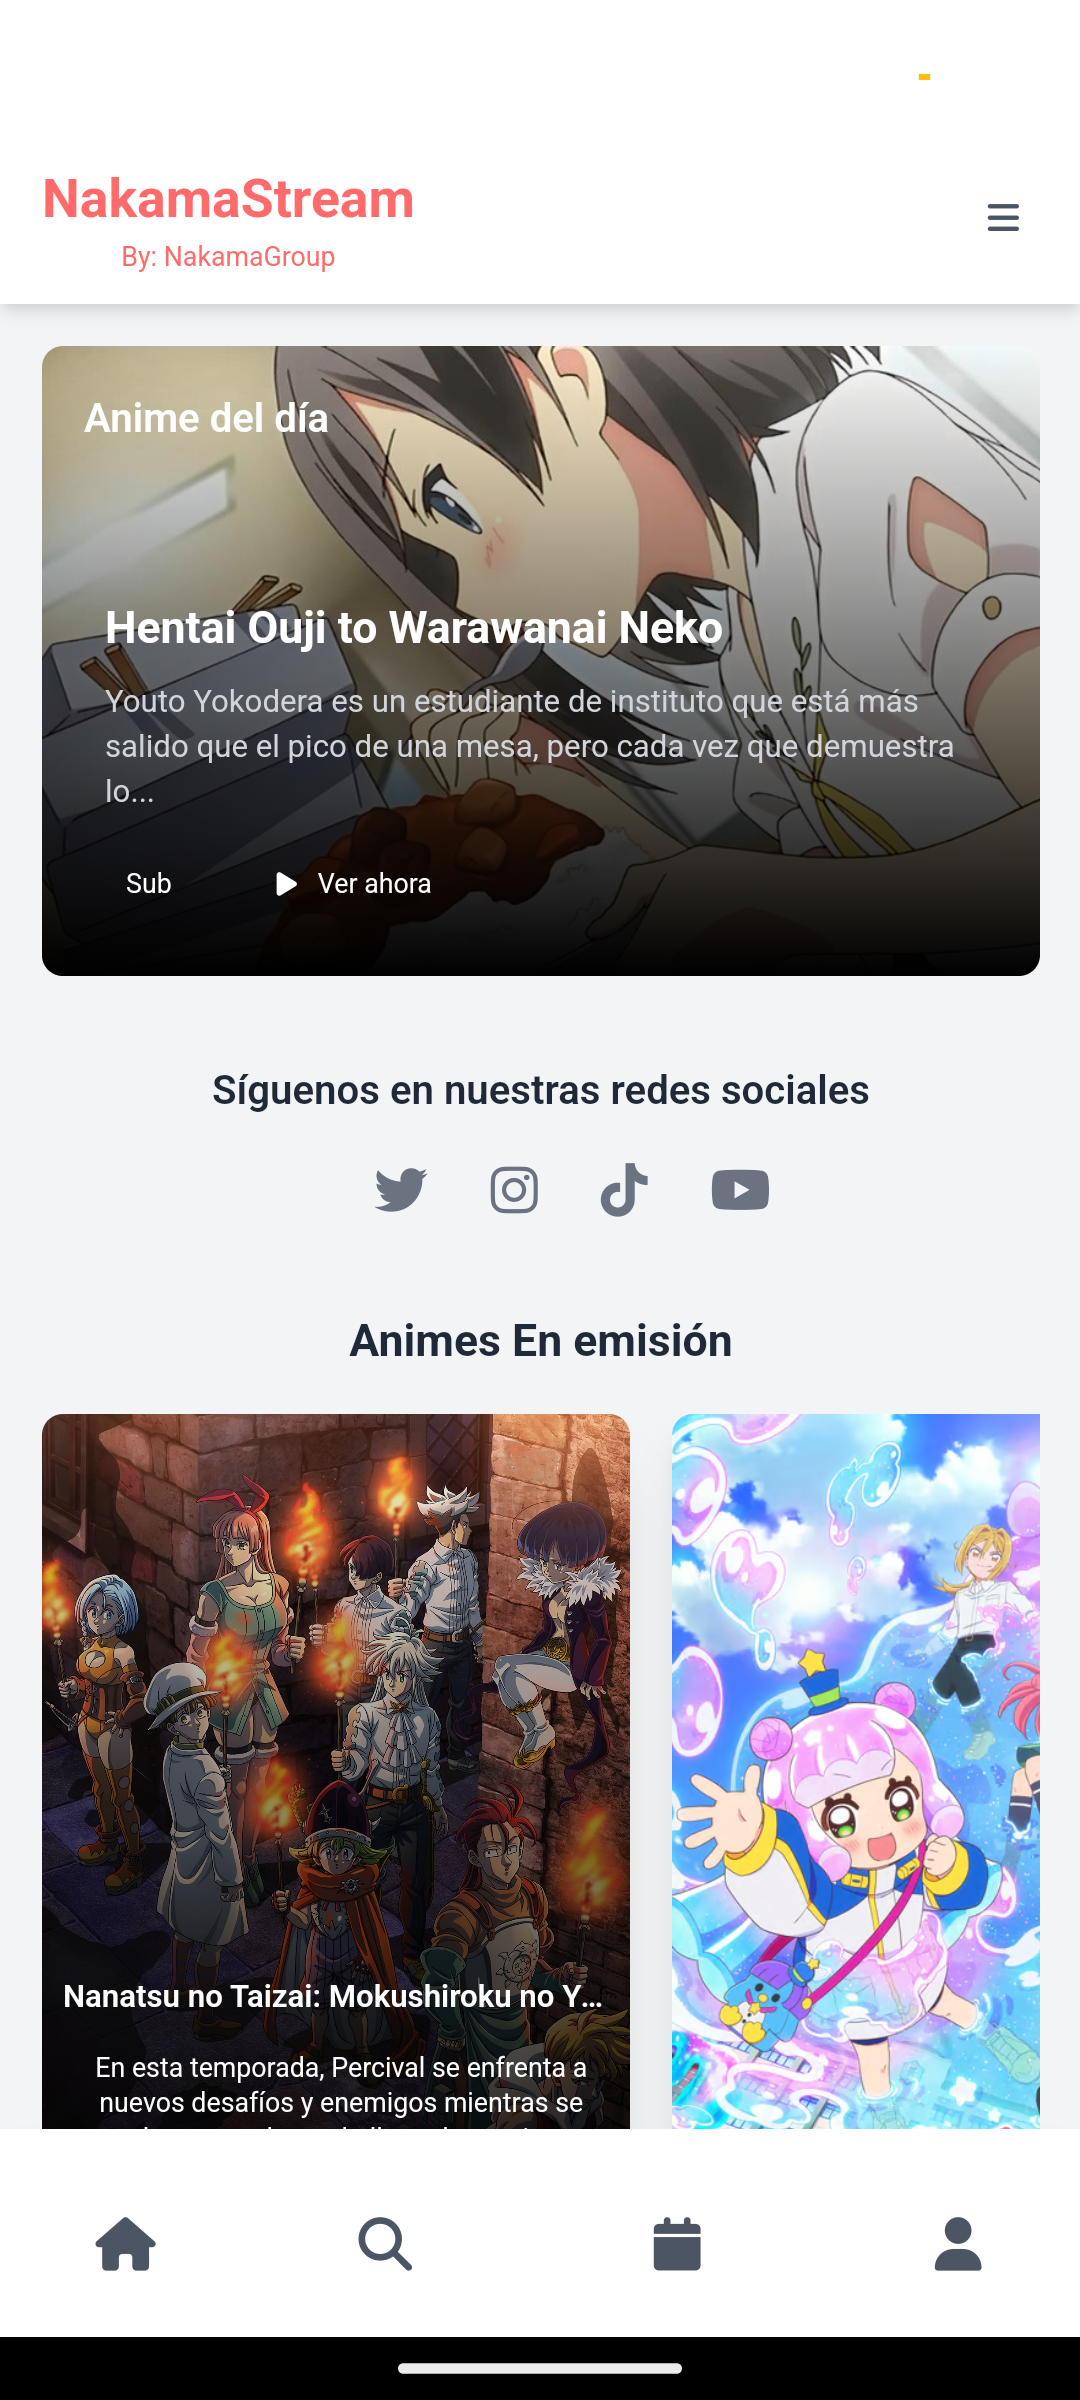 NakamaStream
By: NakamaGroup
Anime del día
Hentai Ouji to Warawanai Neko
Youto Yokodera es un estudiante de instituto que está más
salido que el pico de una mesa, pero cada vez que demuestra
lo...
Sub
Ver ahora
Síguenos en nuestras redes sociales
Animes En emisión
Nanatsu no Taizai: Mokushiroku no Y...
En esta temporada, Percival se enfrenta a
nuevos desafíos y enemigos mientras se